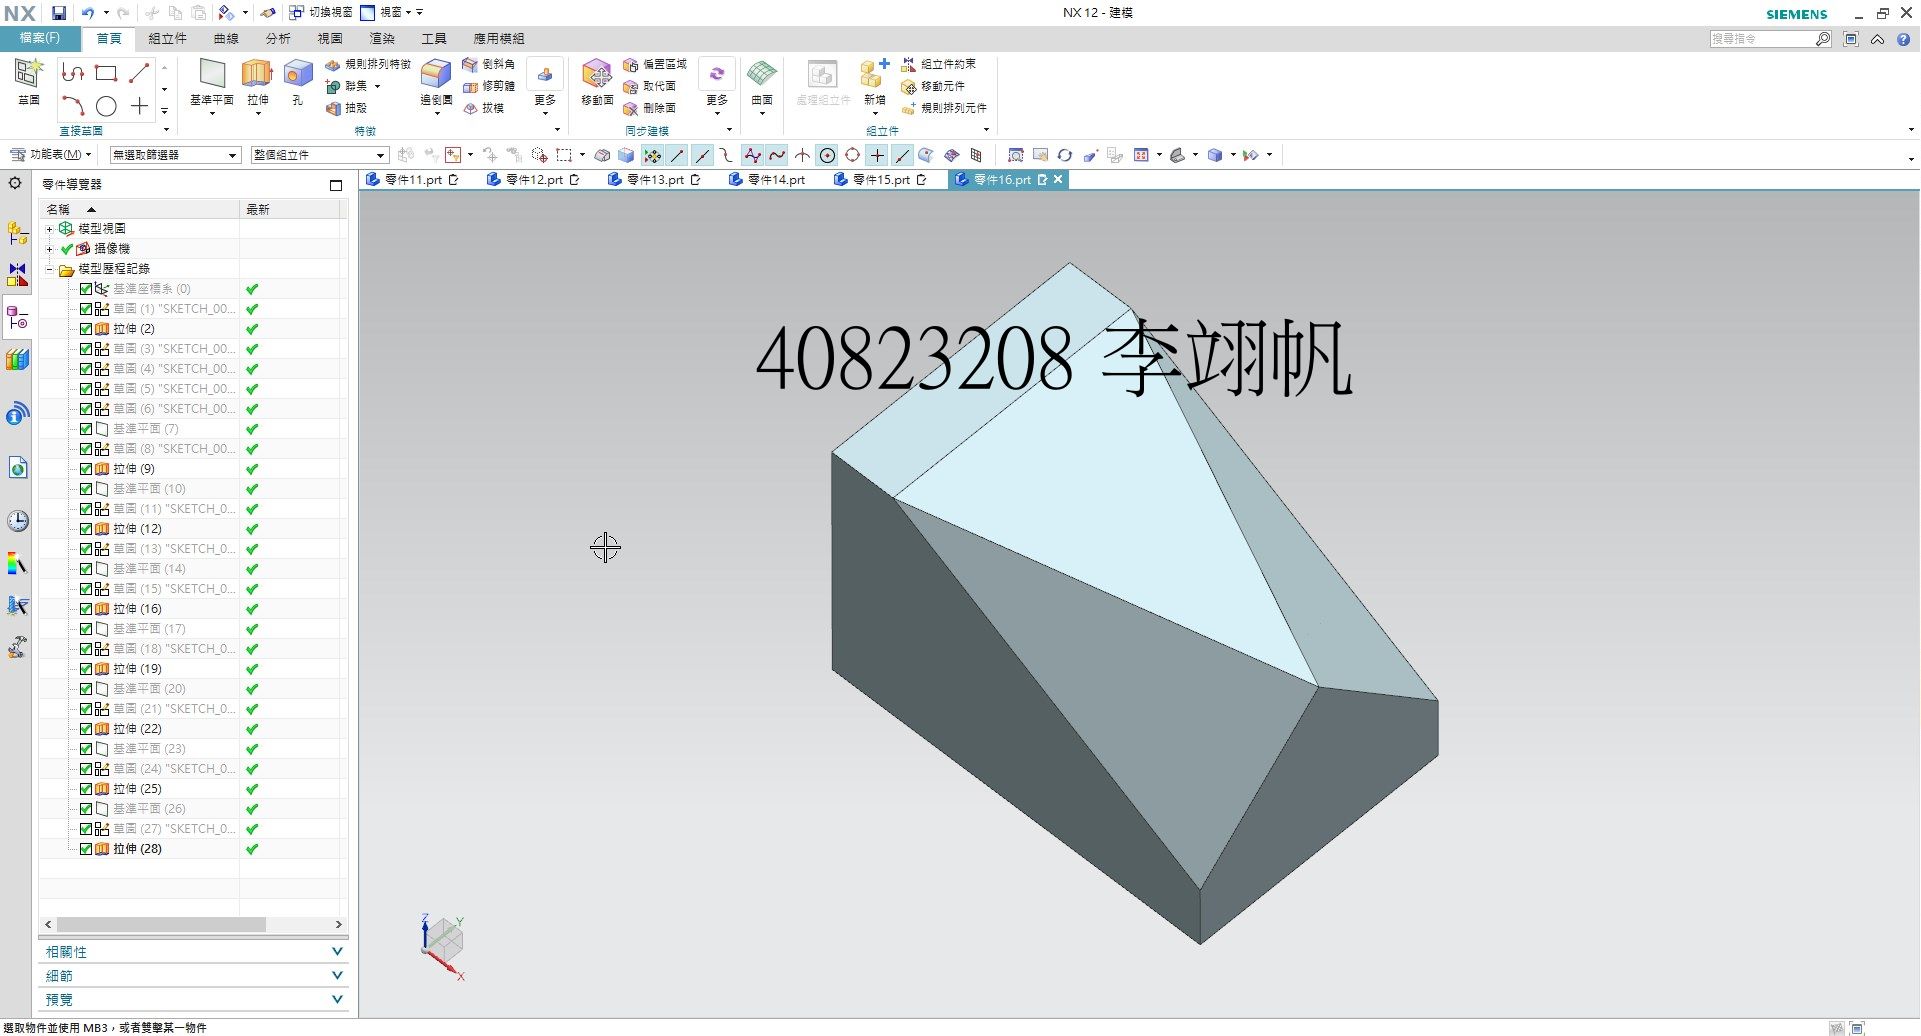 NX 切換視窗 視窗 NX 12 - 建模 SIEMENS
檔案(F) 首頁 組立件 曲線 分析 視圖 渲染 工具 應用模組 搜尋指令
草圖 基準平面 拉伸 孔 規則排列特徵 邊倒圓 倒斜角 更多 移動面 偏置區域 更多 曲面 處理組立件 新增 組立件約束
聯集 修剪體 取代面 移動元件
抽殼 拔模 刪除面 規則排列元件
直接草圖 特徵 同步建模 組立件
功能表(M) 無選取篩選器 整個組立件
零件導覽器 零件11.prt 零件12.prt 零件13.prt 零件14.prt 零件15.prt 零件16.prt
名稱 最新
模型視圖
攝像機
模型歷程記錄
基準座標系 (0)
草圖 (1) "SKETCH_00...
拉伸 (2)
草圖 (3) "SKETCH_00...
草圖 (4) "SKETCH_00...
草圖 (5) "SKETCH_00...
草圖 (6) "SKETCH_00...
基準平面 (7)
草圖 (8) "SKETCH_00...
拉伸 (9)
基準平面 (10)
草圖 (11) "SKETCH_0...
拉伸 (12)
草圖 (13) "SKETCH_0...
基準平面 (14)
草圖 (15) "SKETCH_0...
拉伸 (16)
基準平面 (17)
草圖 (18) "SKETCH_0...
拉伸 (19)
基準平面 (20)
草圖 (21) "SKETCH_0...
拉伸 (22)
基準平面 (23)
草圖 (24) "SKETCH_0...
拉伸 (25)
基準平面 (26)
草圖 (27) "SKETCH_0...
拉伸 (28)
相關性
細節
預覽
40823208 李翊帆
Z
Y
X
選取物件並使用 MB3，或者雙擊某一物件